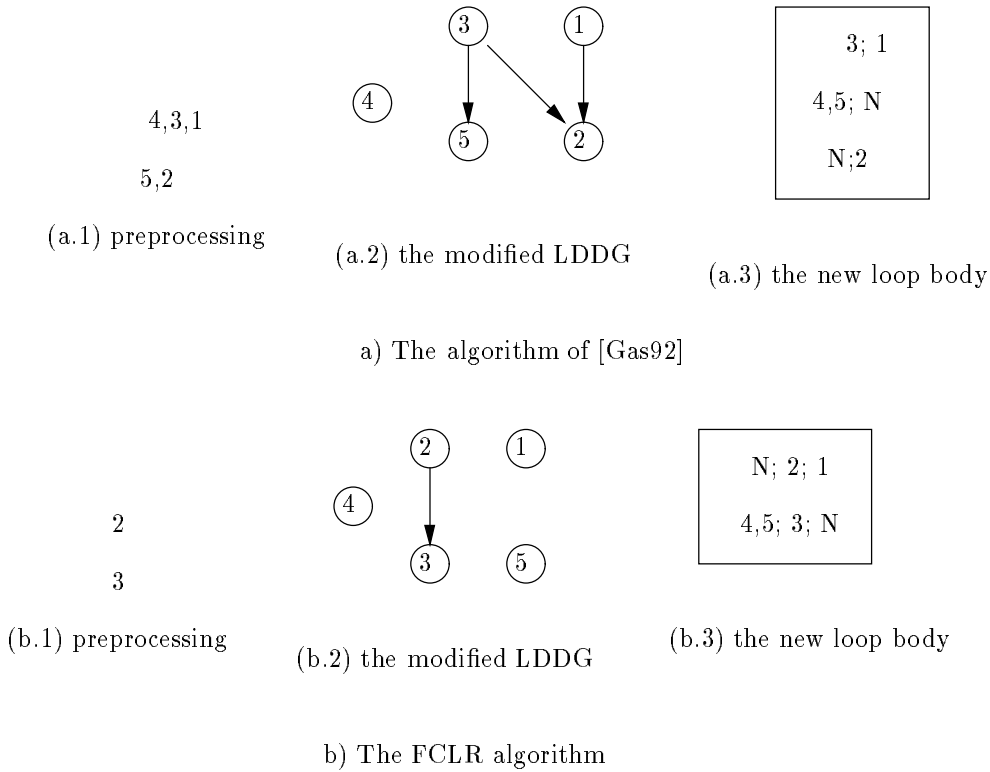 4,3,1
5,2
(a.1) preprocessing
3
1
4
5
2
(a.2) the modified LDDG
3; 1
4,5; N
N;2
(a.3) the new loop body
a) The algorithm of [Gas92]
2
3
(b.1) preprocessing
2
1
4
3
5
(b.2) the modified LDDG
N; 2; 1
4,5; 3; N
(b.3) the new loop body
b) The FCLR algorithm